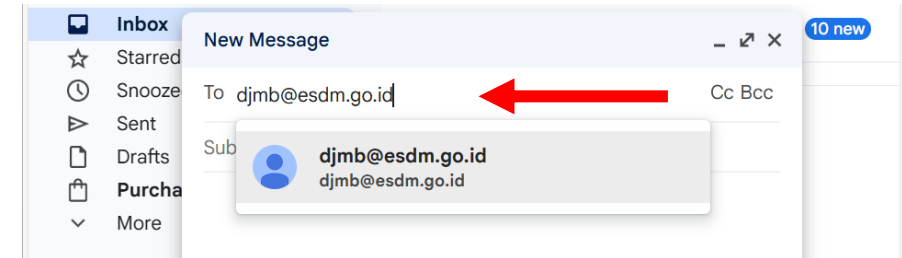 Inbox
Starred
Snooze
Sent
Drafts
Purcha
More
New Message
10 new
To djmb@esdm.go.id Cc Bcc
Sub
djmb@esdm.go.id
djmb@esdm.go.id